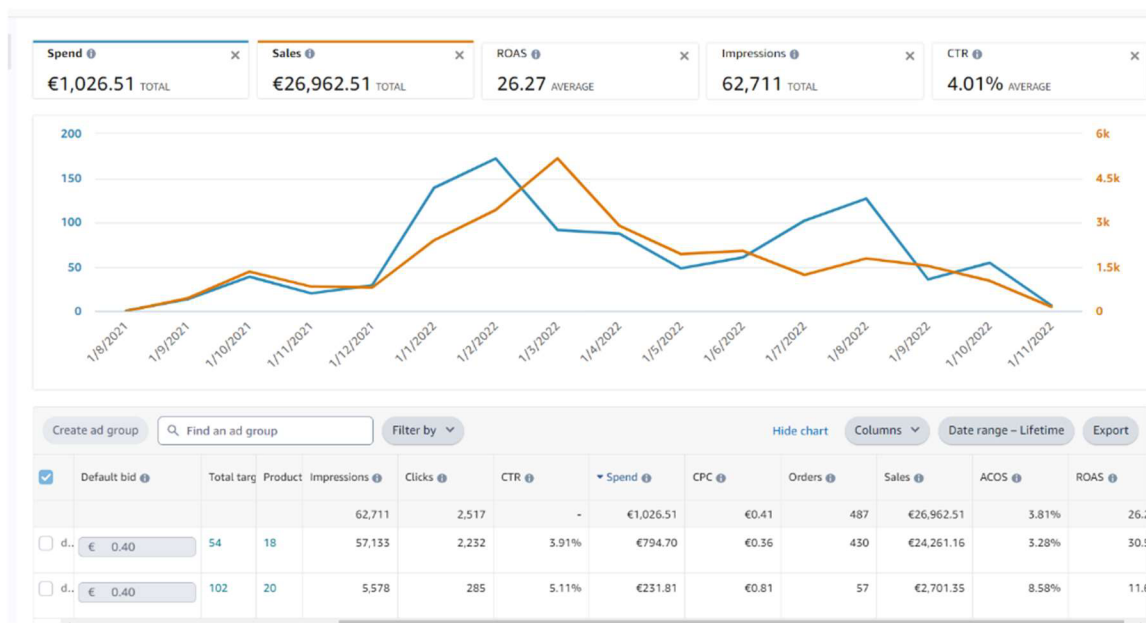 Spend Sales ROAS Impressions CTR
€1,026.51 TOTAL €26,962.51 TOTAL 26.27 AVERAGE 62,711 TOTAL 4.01% AVERAGE
200 6k
150 4.5k
100 3k
50 1.5k
0 0
1/8/2021 1/9/2021 1/10/2021 1/11/2021 1/12/2021 1/1/2022 1/2/2022 1/3/2022 1/4/2022 1/5/2022 1/6/2022 1/7/2022 1/8/2022 1/9/2022 1/10/2022 1/11/2022
Create ad group Find an ad group Filter by Hide chart Columns Date range – Lifetime Export
Default bid Total targ Product Impressions Clicks CTR Spend CPC Orders Sales ACOS ROAS
62,711 2,517 - €1,026.51 €0.41 487 €26,962.51 3.81% 26.2
d.. € 0.40 54 18 57,133 2,232 3.91% €794.70 €0.36 430 €24,261.16 3.28% 30.5
d.. € 0.40 102 20 5,578 285 5.11% €231.81 €0.81 57 €2,701.35 8.58% 11.6